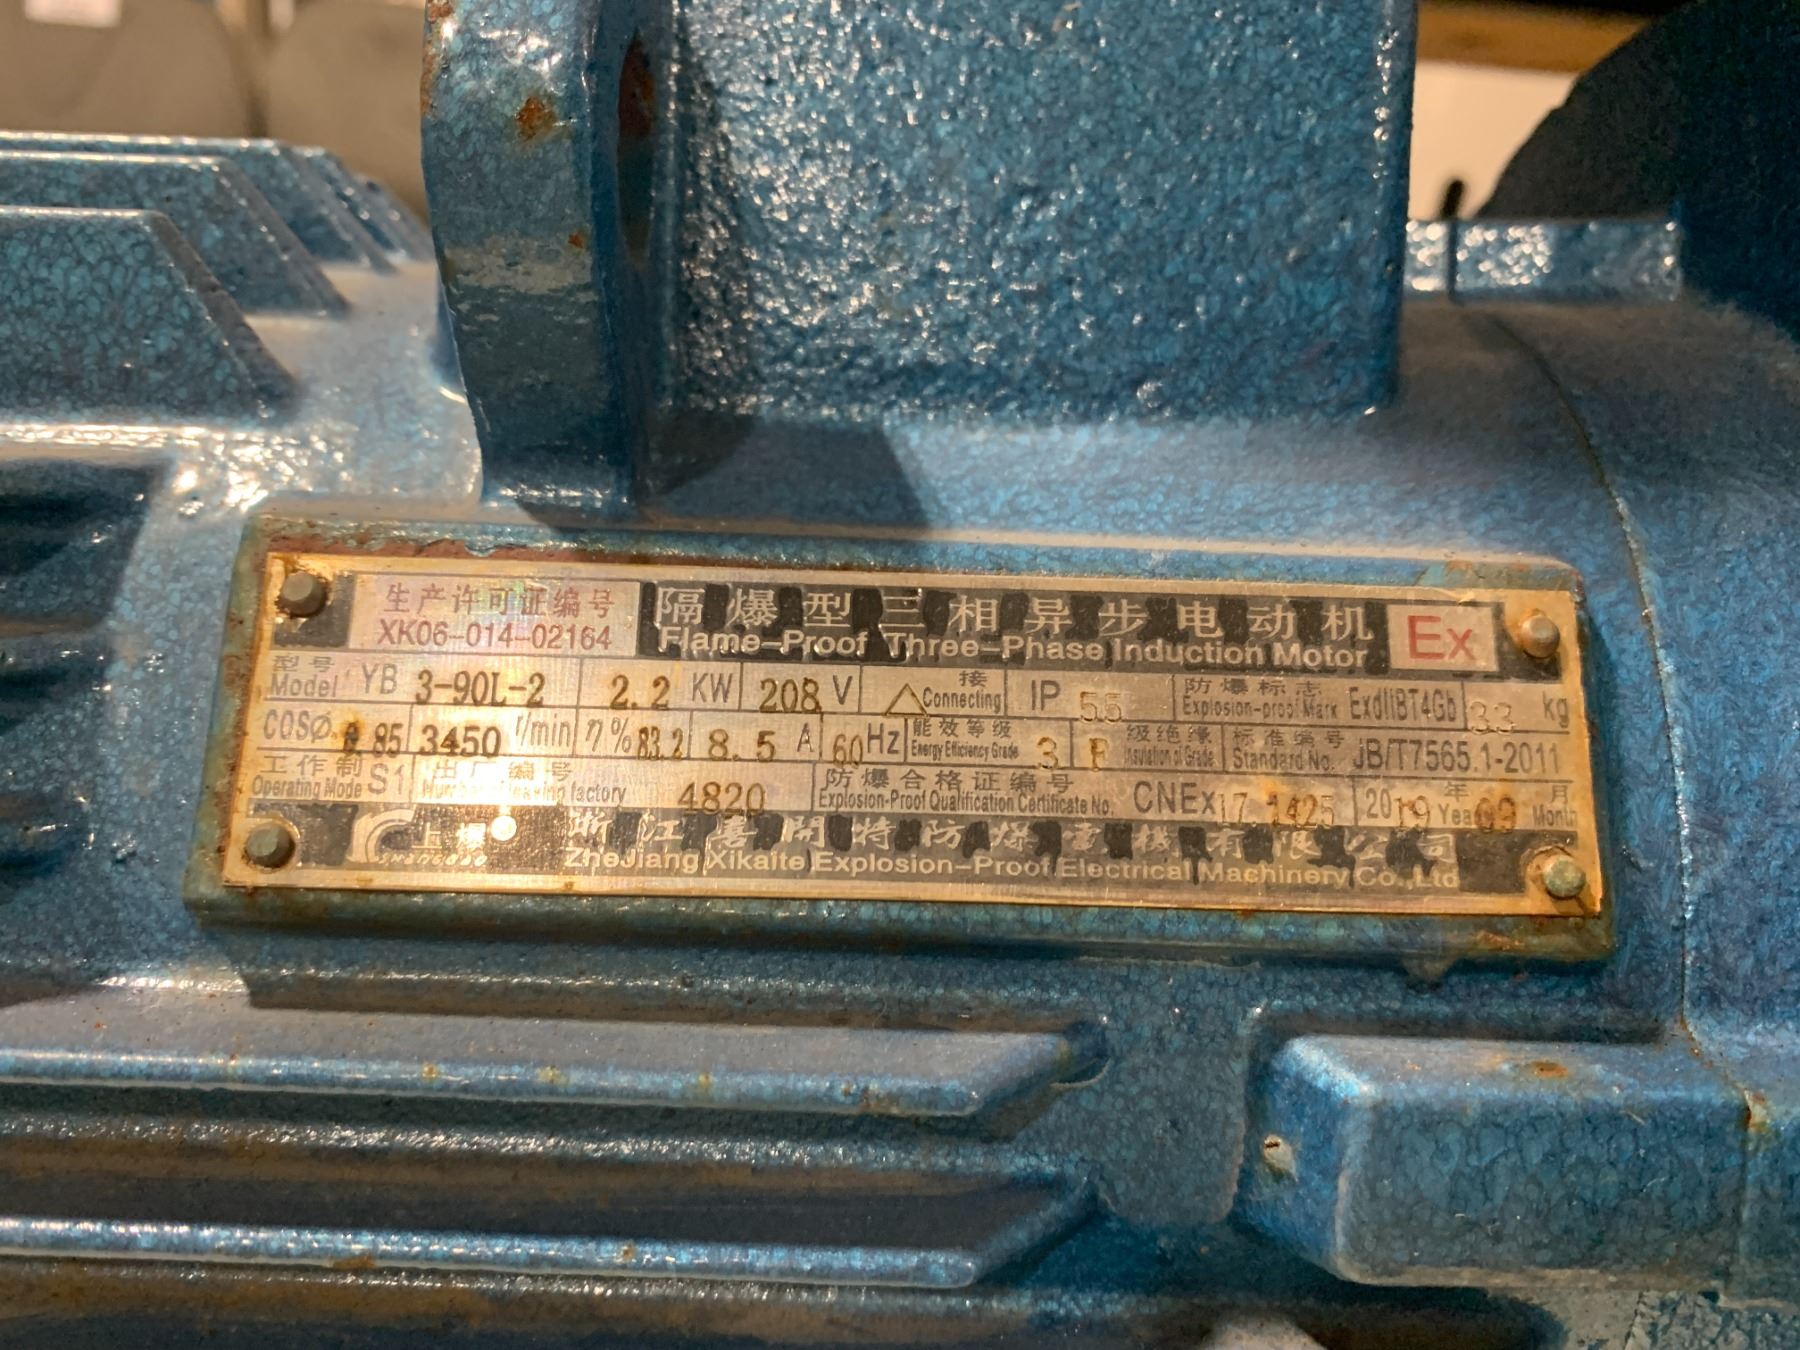 生产许可证编号
XK06-014-02164
隔爆型三相异步电动机
Flame-Proof Three-Phase Induction Motor
Ex
型号
Model YB 3-90L-2 2.2 KW 208 V △ 接 Connecting IP 55 防爆标志 Explosion-proof Mark ExdIIBT4Gb 33 kg
COSØ 0.85 3450 r/min η% 83.2 8.5 A 60 Hz 能效等级 Energy Efficiency Grade 3 F 级绝缘 Insulation of Grade 标准编号 Standard No. JB/T7565.1-2011
工作制 Operating Mode S1 出厂编号 Number of leaving factory 4820 防爆合格证编号 Explosion-Proof Qualification Certificate No. CNEx17.1425 2019 年 Year 09 月 Month
上爆
浙江喜開特防爆電機有限公司
ZheJiang Xikaite Explosion-Proof Electrical Machinery Co.,Ltd